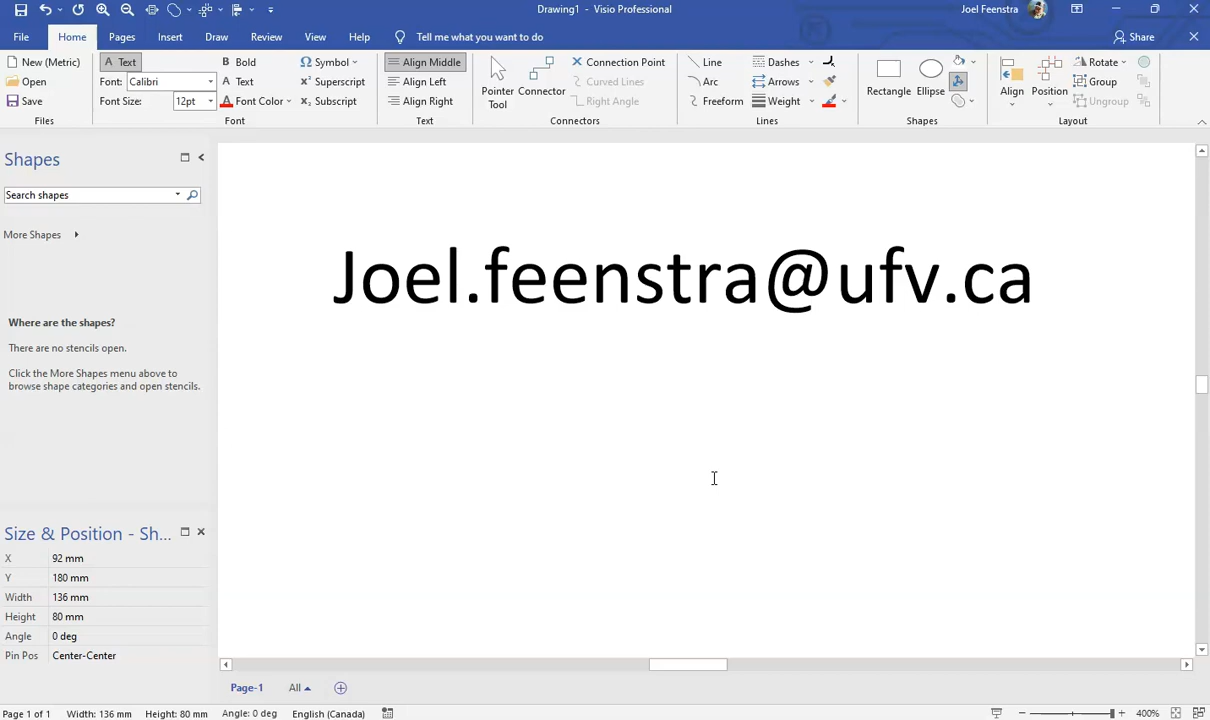 Drawing1 - Visio Professional
Joel Feenstra
File Home Pages Insert Draw Review View Help Tell me what you want to do Share
New (Metric)
Open
Save
Files
A Text
Font: Calibri
Font Size: 12pt
B Bold
A Text
A Font Color
Font
Ω Symbol
x² Superscript
x₂ Subscript
Align Middle
Align Left
Align Right
Text
Pointer
Tool
Connector
Connection Point
Curved Lines
Right Angle
Connectors
Line
Arc
Freeform
Dashes
Arrows
Weight
Lines
Rectangle
Ellipse
Shapes
Align
Position
Rotate
Group
Ungroup
Layout
Shapes
Search shapes
More Shapes
Where are the shapes?
There are no stencils open.
Click the More Shapes menu above to
browse shape categories and open stencils.
Joel.feenstra@ufv.ca
Size & Position - Sh...
X 92 mm
Y 180 mm
Width 136 mm
Height 80 mm
Angle 0 deg
Pin Pos Center-Center
Page-1 All
Page 1 of 1 Width: 136 mm Height: 80 mm Angle: 0 deg English (Canada) 400%